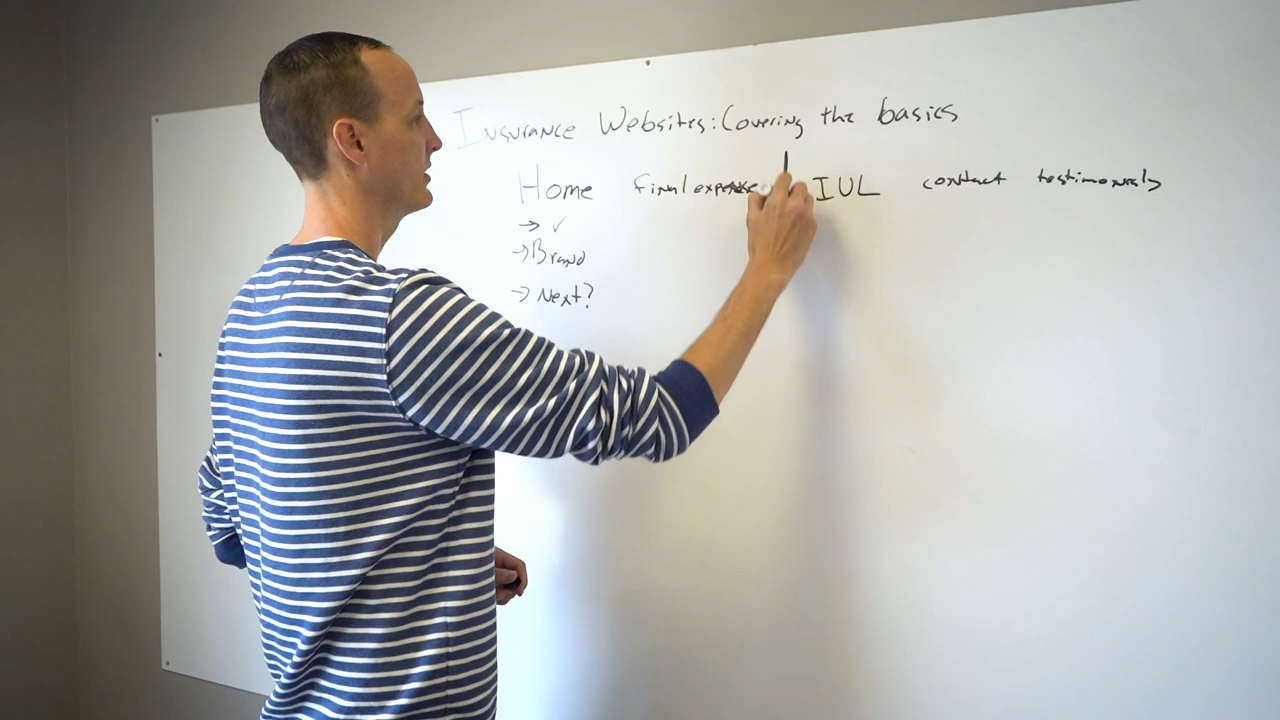 Insurance Websites: Covering the basics
Home final expense IUL contact testimonials
→ ✓
→ Brand
→ Next?